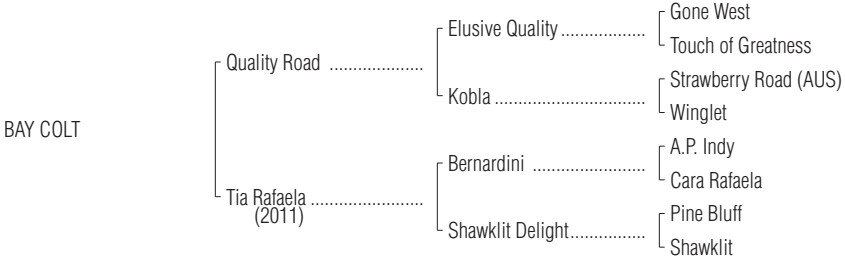 Gone West
Elusive Quality ...................
Touch of Greatness
Quality Road ....................
Strawberry Road (AUS)
Kobla ................................
Winglet
BAY COLT
A.P. Indy
Bernardini ........................
Cara Rafaela
Tia Rafaela ........................
(2011)
Pine Bluff
Shawklit Delight................
Shawklit